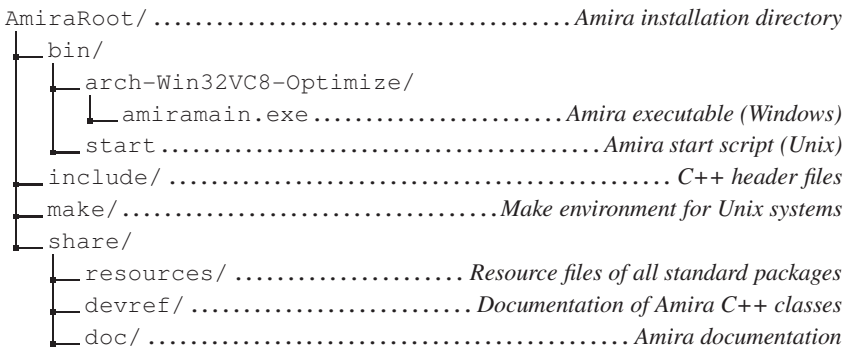 AmiraRoot/ ........................................ Amira installation directory
bin/
arch-Win32VC8-Optimize/
amiramain.exe ........................ Amira executable (Windows)
start .......................................... Amira start script (Unix)
include/ ................................................ C++ header files
make/ .................................. Make environment for Unix systems
share/
resources/ ...................... Resource files of all standard packages
devref/ ........................... Documentation of Amira C++ classes
doc/ .............................................. Amira documentation